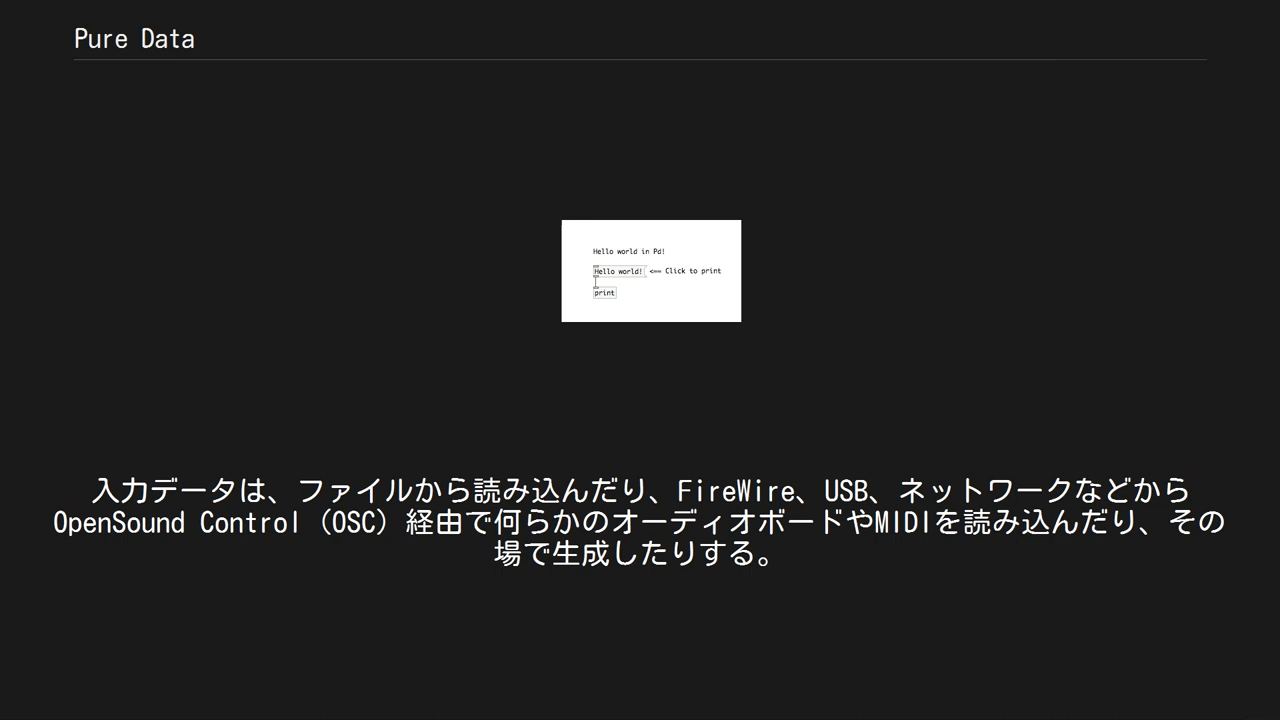 Pure Data
Hello world in Pd!
Hello world! <== Click to print
print
入力データは、ファイルから読み込んだり、FireWire、USB、ネットワークなどから
OpenSound Control（OSC）経由で何らかのオーディオボードやMIDIを読み込んだり、その
場で生成したりする。